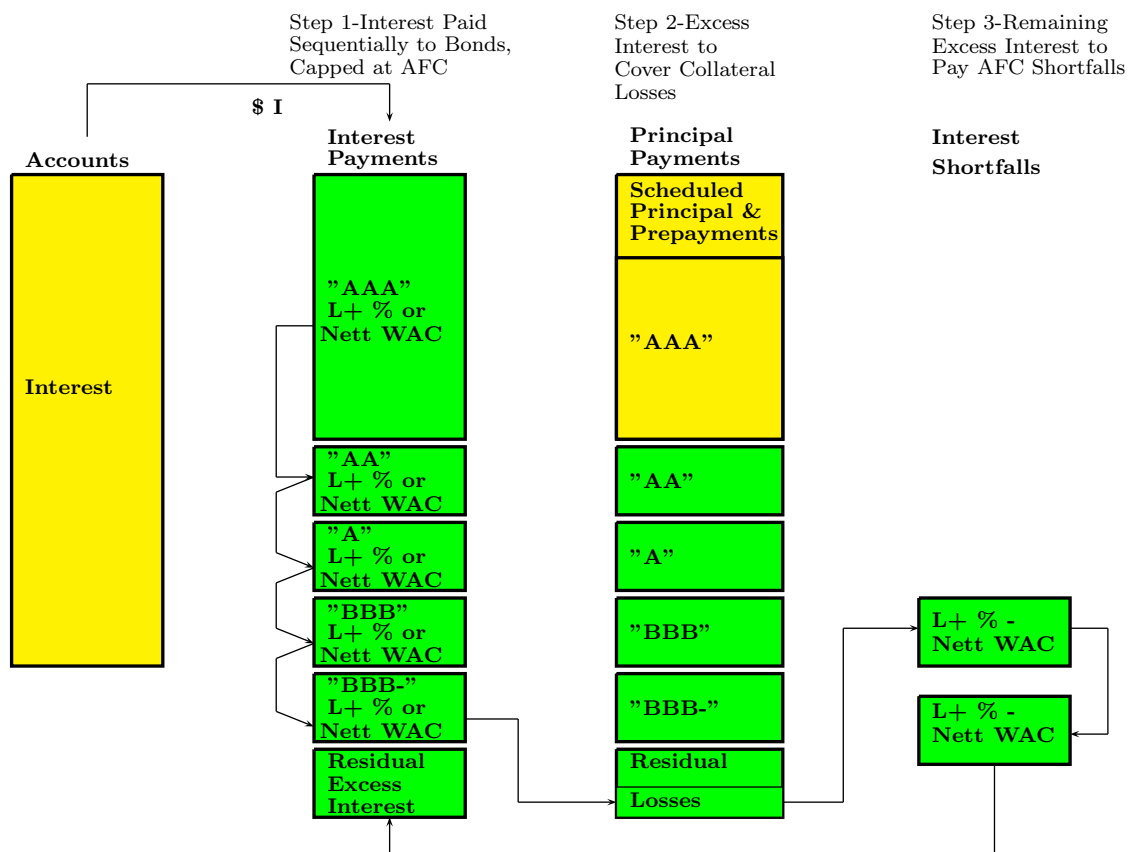 Step 1-Interest Paid
Sequentially to Bonds,
Capped at AFC
Step 2-Excess
Interest to
Cover Collateral
Losses
Step 3-Remaining
Excess Interest to
Pay AFC Shortfalls
$ I
Accounts
Interest
Interest
Payments
"AAA"
L+ % or
Nett WAC
"AA"
L+ % or
Nett WAC
"A"
L+ % or
Nett WAC
"BBB"
L+ % or
Nett WAC
"BBB-"
L+ % or
Nett WAC
Residual
Excess
Interest
Principal
Payments
Scheduled
Principal &
Prepayments
"AAA"
"AA"
"A"
"BBB"
"BBB-"
Residual
Losses
Interest
Shortfalls
L+ % -
Nett WAC
L+ % -
Nett WAC